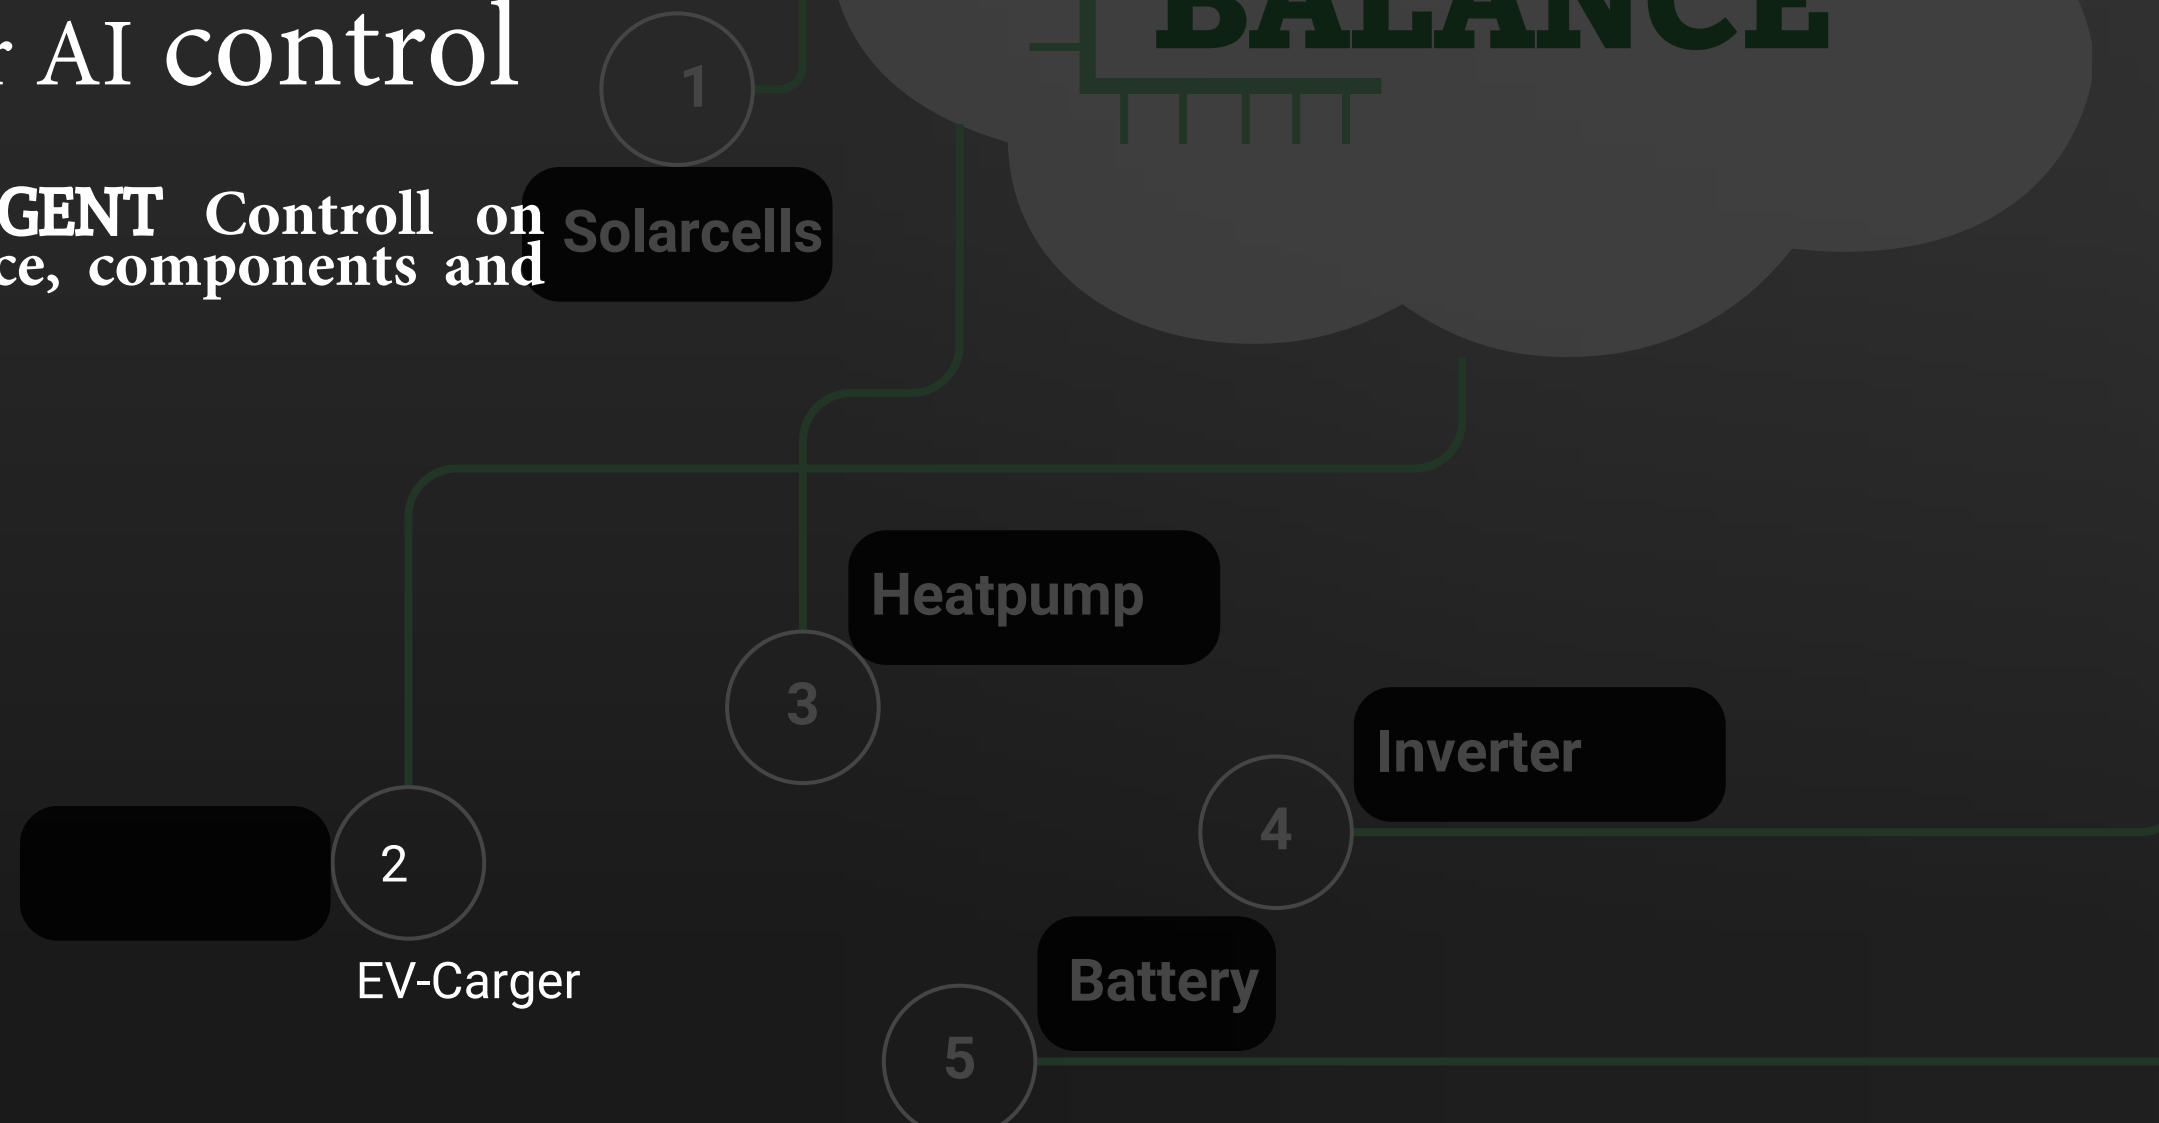 AI control
BALANCE
1
GENT Controll on
ce, components and
Solarcells
Heatpump
3
Inverter
4
2
EV-Carger
Battery
5